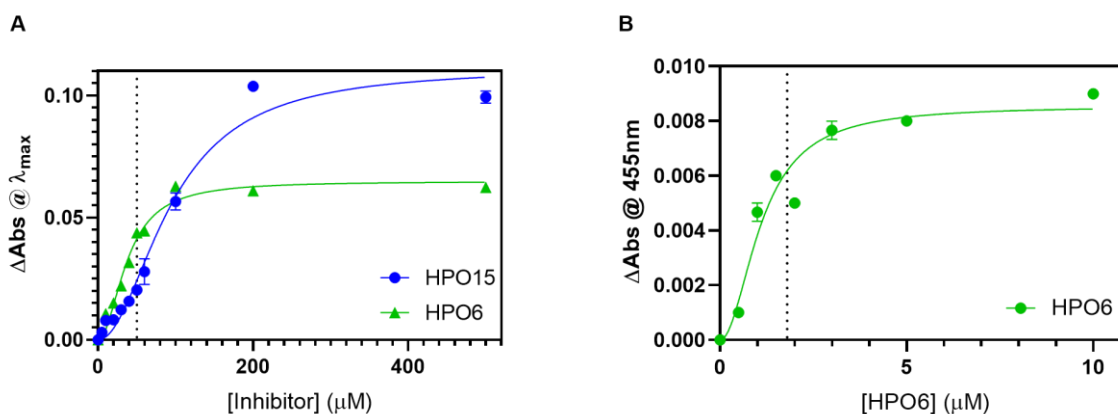 A
ΔAbs @ λmax
0.10
0.05
0.00
0
200
400
[Inhibitor] (μM)
HPO15
HPO6
B
ΔAbs @ 455nm
0.010
0.008
0.006
0.004
0.002
0.000
0
5
10
[HPO6] (μM)
HPO6